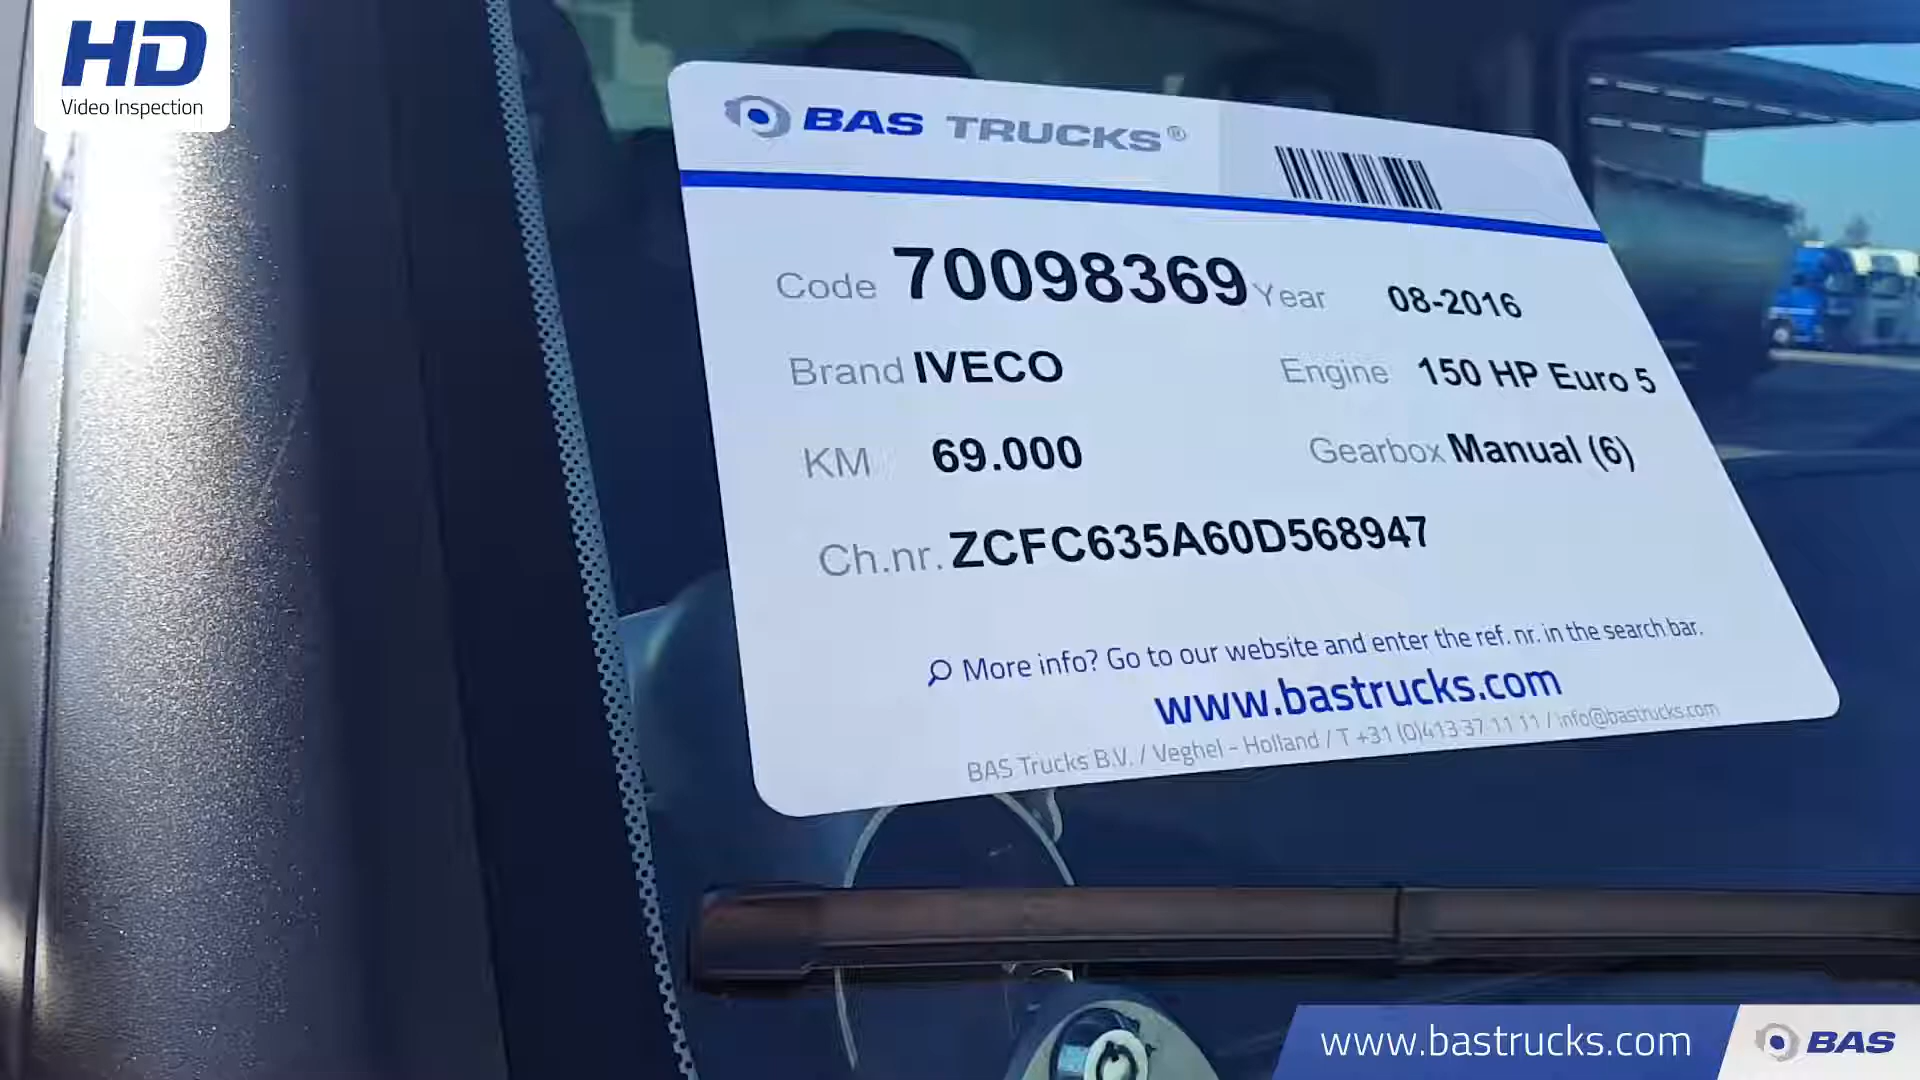 HD
Video Inspection
BAS TRUCKS®
Code 70098369 Year 08-2016
Brand IVECO Engine 150 HP Euro 5
KM 69.000 Gearbox Manual (6)
Ch.nr. ZCFC635A60D568947
More info? Go to our website and enter the ref. nr. in the search bar.
www.bastrucks.com
BAS Trucks B.V. / Veghel - Holland / T +31 (0)413 37 11 11 / info@bastrucks.com
www.bastrucks.com BAS